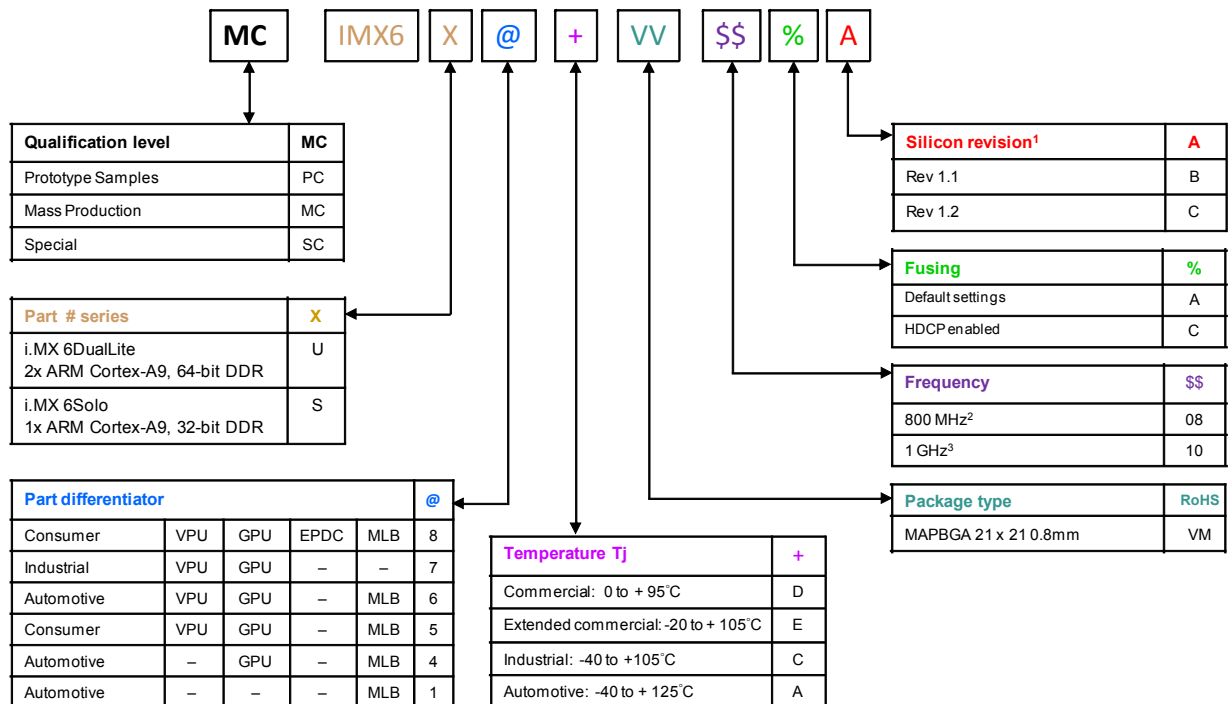 MC IMX6 X @ + VV $$ % A
Qualification level MC
Prototype Samples PC
Mass Production MC
Special SC
Part # series X
i.MX 6DualLite U
2x ARM Cortex-A9, 64-bit DDR
i.MX 6Solo S
1x ARM Cortex-A9, 32-bit DDR
Part differentiator @
Consumer VPU GPU EPDC MLB 8
Industrial VPU GPU – – 7
Automotive VPU GPU – MLB 6
Consumer VPU GPU – MLB 5
Automotive – GPU – MLB 4
Automotive – – – MLB 1
Temperature Tj +
Commercial: 0 to + 95°C D
Extended commercial: -20 to + 105°C E
Industrial: -40 to +105°C C
Automotive: -40 to + 125°C A
Silicon revision¹ A
Rev 1.1 B
Rev 1.2 C
Fusing %
Default settings A
HDCP enabled C
Frequency $$
800 MHz² 08
1 GHz³ 10
Package type RoHS
MAPBGA 21 x 21 0.8mm VM